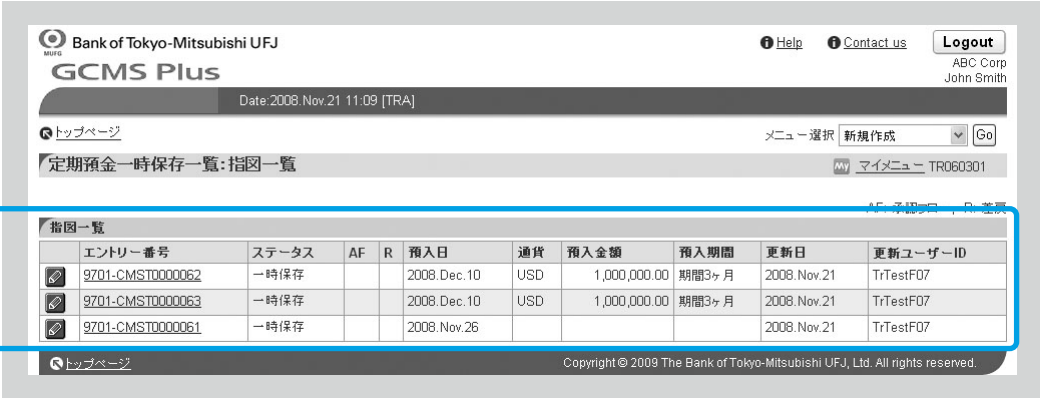 MUFG Bank of Tokyo-Mitsubishi UFJ Help Contact us Logout
GCMS Plus ABC Corp
John Smith
Date:2008.Nov.21 11:09 [TRA]
トップページ メニュー選択 新規作成 Go
定期預金一時保存一覧:指図一覧 My マイメニュー TR060301
指図一覧
エントリー番号 ステータス AF R 預入日 通貨 預入金額 預入期間 更新日 更新ユーザーID
9701-CMST0000062 一時保存 2008.Dec.10 USD 1,000,000.00 期間3ヶ月 2008.Nov.21 TrTestF07
9701-CMST0000063 一時保存 2008.Dec.10 USD 1,000,000.00 期間3ヶ月 2008.Nov.21 TrTestF07
9701-CMST0000061 一時保存 2008.Nov.26 2008.Nov.21 TrTestF07
トップページ Copyright © 2009 The Bank of Tokyo-Mitsubishi UFJ, Ltd. All rights reserved.